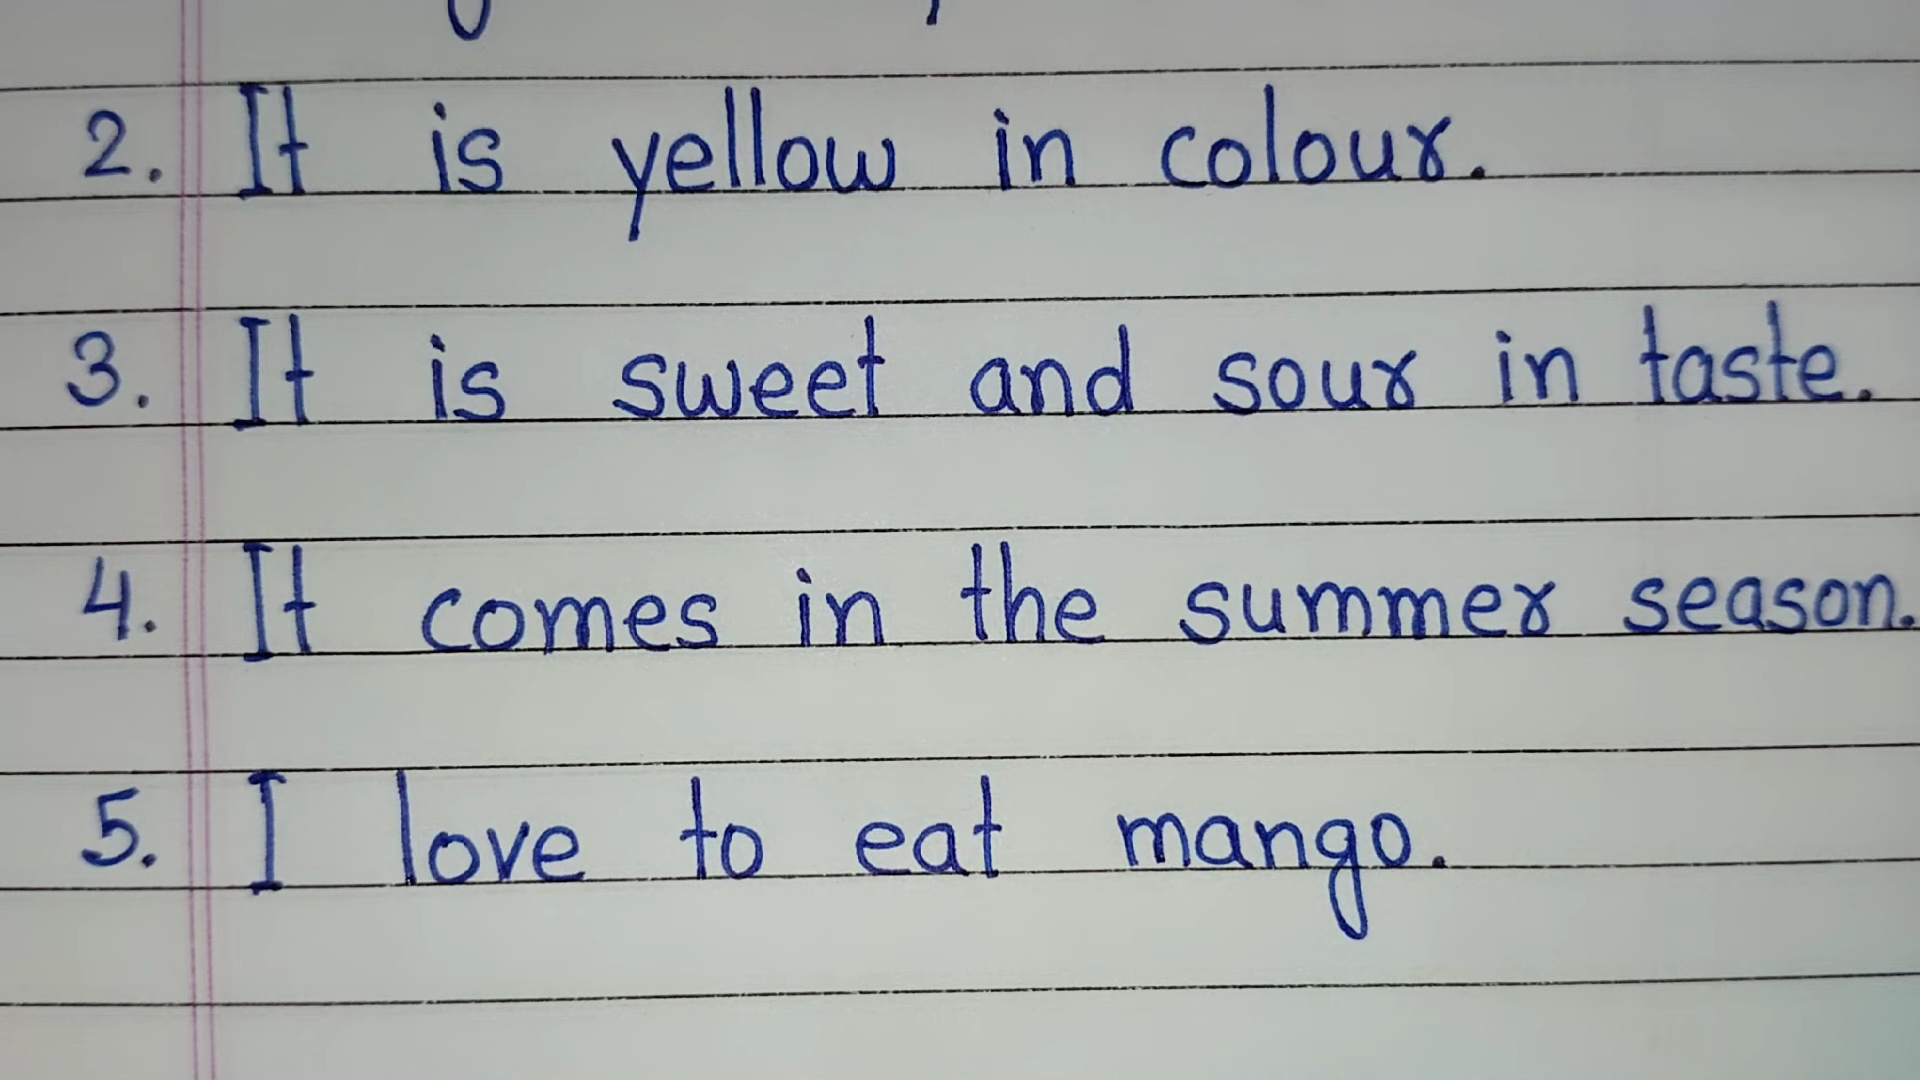 2. It is yellow in colour.
3. It is sweet and sour in taste.
4. It comes in the summer season.
5. I love to eat mango.